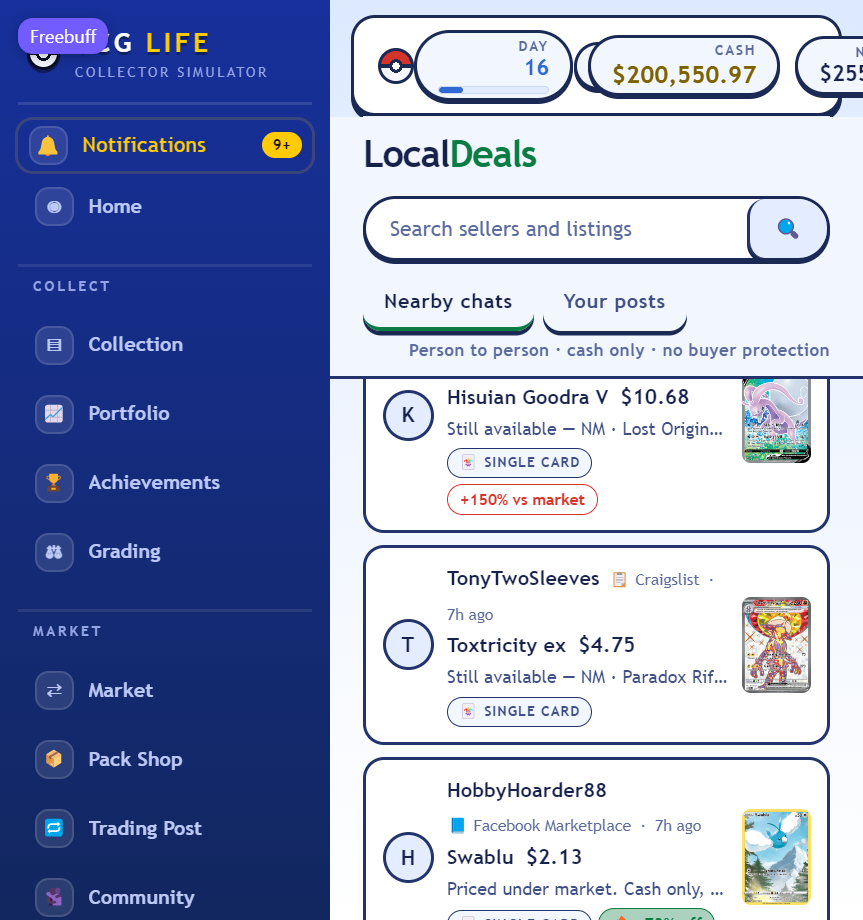 Freebuff
CG LIFE
COLLECTOR SIMULATOR
Notifications 9+
Home
COLLECT
Collection
Portfolio
Achievements
Grading
MARKET
Market
Pack Shop
Trading Post
Community
DAY
16
CASH
$200,550.97
N
$255
LocalDeals
Search sellers and listings
Nearby chats Your posts
Person to person · cash only · no buyer protection
K
Hisuian Goodra V $10.68
Still available — NM · Lost Origin...
SINGLE CARD
+150% vs market
TonyTwoSleeves Craigslist ·
7h ago
T
Toxtricity ex $4.75
Still available — NM · Paradox Rif...
SINGLE CARD
HobbyHoarder88
Facebook Marketplace · 7h ago
H
Swablu $2.13
Priced under market. Cash only, ...
SINGLE CARD